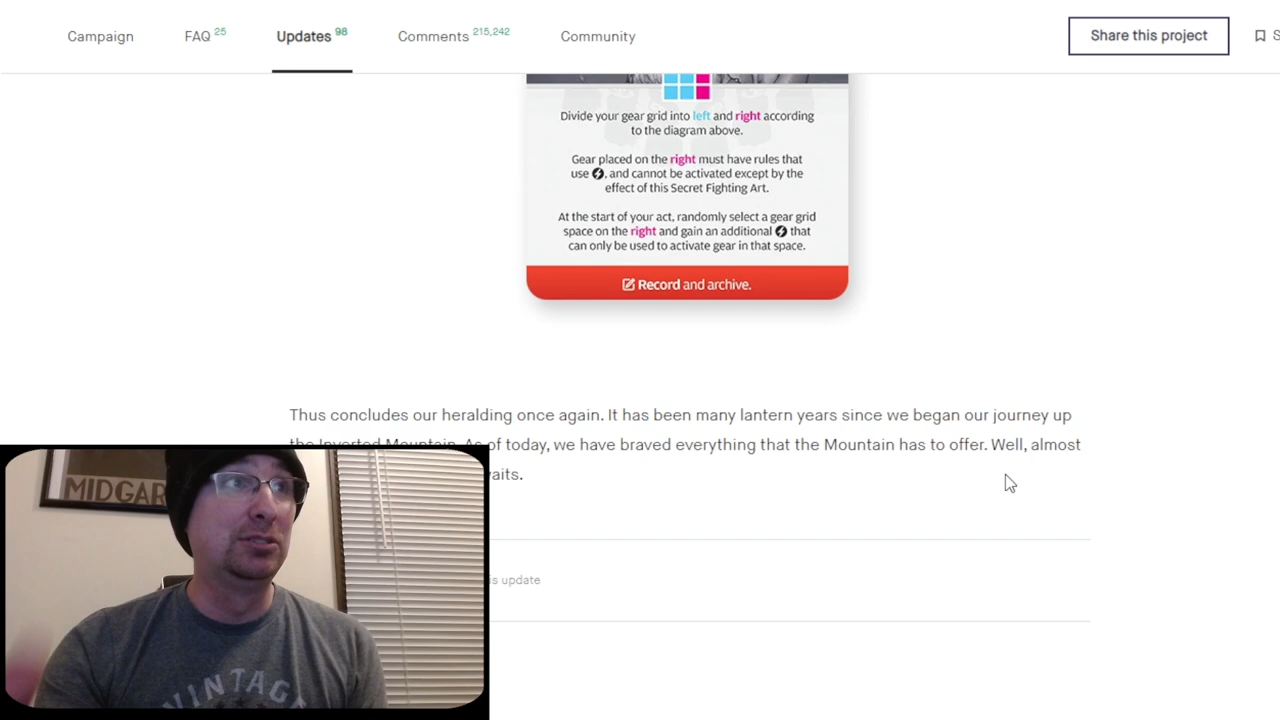 Campaign
FAQ 25
Updates 98
Comments 215,242
Community
Share this project
S
Divide your gear grid into left and right according
to the diagram above.
Gear placed on the right must have rules that
use , and cannot be activated except by the
effect of this Secret Fighting Art.
At the start of your act, randomly select a gear grid
space on the right and gain an additional that
can only be used to activate gear in that space.
Record and archive.
Thus concludes our heralding once again. It has been many lantern years since we began our journey up
the Inverted Mountain. As of today, we have braved everything that the Mountain has to offer. Well, almost
aits.
is update
MIDGAR
VINTAGE